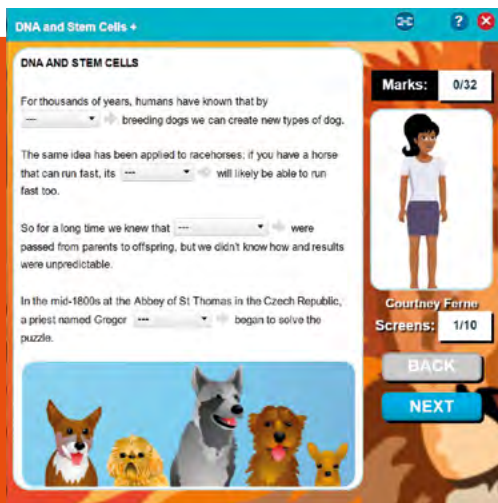 DNA and Stem Cells +
?
DNA AND STEM CELLS
For thousands of years, humans have known that by
--- breeding dogs we can create new types of dog.
The same idea has been applied to racehorses: if you have a horse
that can run fast, its --- will likely be able to run
fast too.
So for a long time we knew that --- were
passed from parents to offspring, but we didn't know how and results
were unpredictable.
In the mid-1800s at the Abbey of St Thomas in the Czech Republic,
a priest named Gregor --- began to solve the
puzzle.
Marks: 0/32
Courtney Ferne
Screens: 1/10
BACK
NEXT